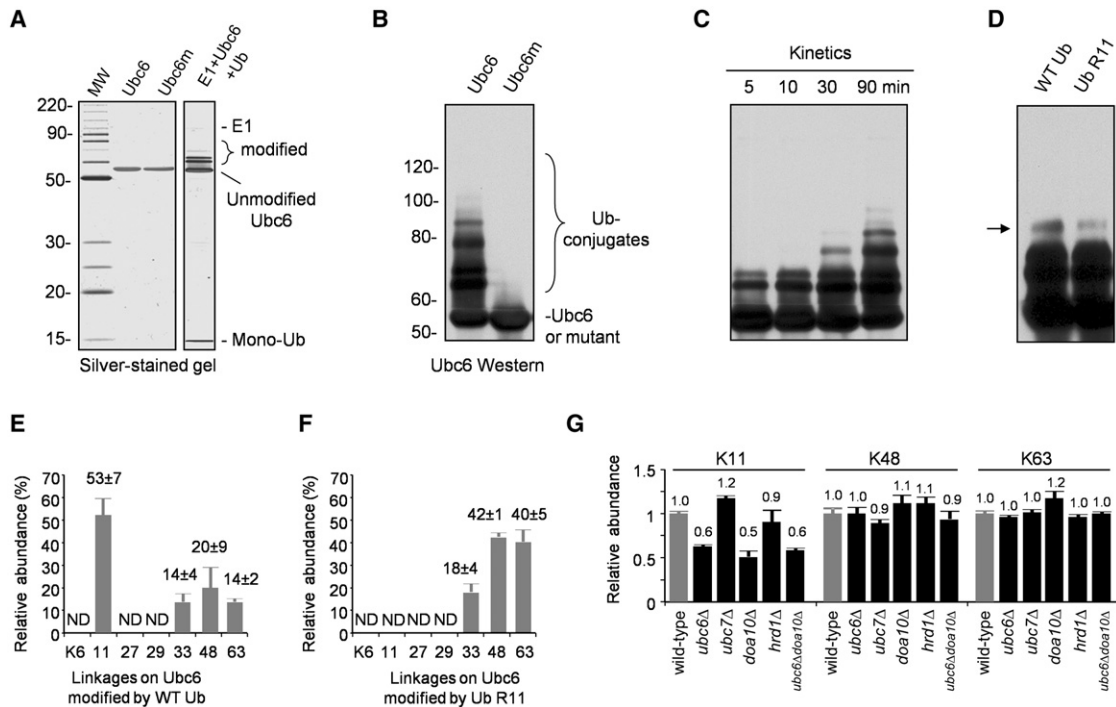 A
MW
Ubc6
Ubc6m
E1+Ubc6
+Ub
220-
90-
50-
30-
20-
15-
- E1
modified
Unmodified
Ubc6
- Mono-Ub
Silver-stained gel
B
Ubc6
Ubc6m
120-
100-
80-
60-
50-
Ub-
conjugates
-Ubc6
or mutant
Ubc6 Western
C
Kinetics
5 10 30 90 min
D
WT Ub
Ub R11
E
Relative abundance (%)
70
60
50
40
30
20
10
0
53±7
14±4
20±9
14±2
ND ND ND
K6 11 27 29 33 48 63
Linkages on Ubc6
modified by WT Ub
F
Relative abundance (%)
70
60
50
40
30
20
10
0
18±4
42±1
40±5
ND ND ND ND
K6 11 27 29 33 48 63
Linkages on Ubc6
modified by Ub R11
G
Relative abundance
1.5
1
0.5
0
K11 K48 K63
1.0 0.6 1.2 0.5 0.9 0.6
1.0 1.0 0.9 1.1 1.1 0.9
1.0 1.0 1.0 1.2 1.0 1.0
wild-type
ubc6Δ
ubc7Δ
doa10Δ
hrd1Δ
ubc6Δdoa10Δ
wild-type
ubc6Δ
ubc7Δ
doa10Δ
hrd1Δ
ubc6Δdoa10Δ
wild-type
ubc6Δ
ubc7Δ
doa10Δ
hrd1Δ
ubc6Δdoa10Δ